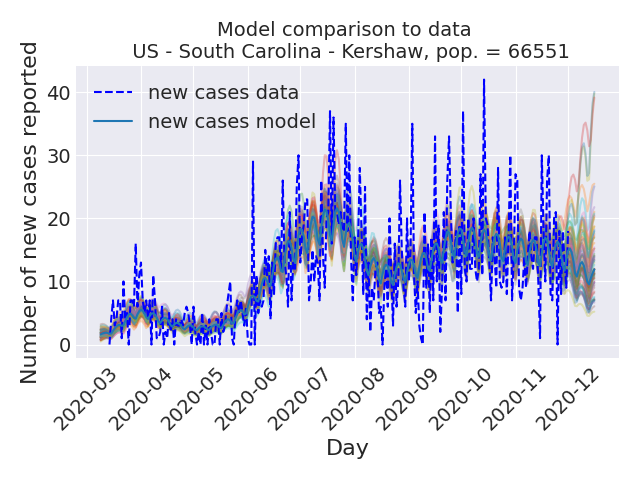 Model comparison to data
US - South Carolina - Kershaw, pop. = 66551
Number of new cases reported
40
30
20
10
0
new cases data
new cases model
2020-03
2020-04
2020-05
2020-06
2020-07
2020-08
2020-09
2020-10
2020-11
2020-12
Day